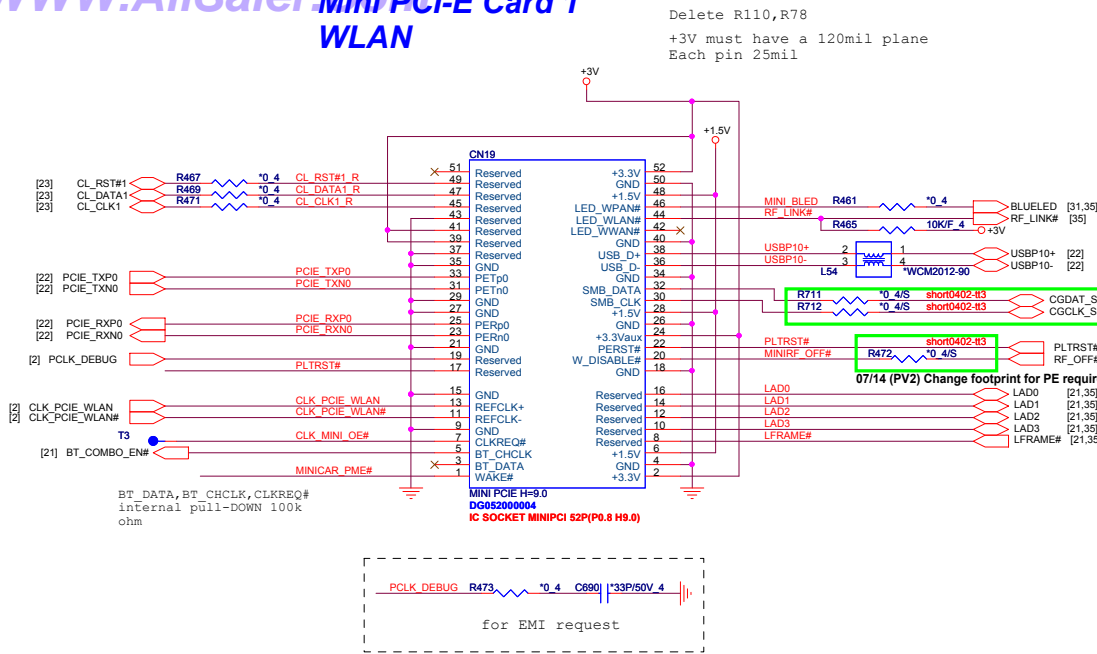 Mini PCI-E Card 1
WLAN
Delete R110,R78
+3V must have a 120mil plane
Each pin 25mil
+3V
+1.5V
CN19
[23] CL_RST#1 R467 *0_4 CL_RST#1_R
[23] CL_DATA1 R469 *0_4 CL_DATA1_R
[23] CL_CLK1 R471 *0_4 CL_CLK1_R
51 Reserved +3.3V 52
49 Reserved GND 50
47 Reserved +1.5V 48
45 Reserved LED_WPAN# 46
43 Reserved LED_WLAN# 44
41 Reserved LED_WWAN# 42
39 Reserved GND 40
37 Reserved USB_D+ 38
35 GND USB_D- 36
33 PETp0 GND 34
31 PETn0 SMB_DATA 32
29 GND SMB_CLK 30
27 GND +1.5V 28
25 PERp0 GND 26
23 PERn0 +3.3Vaux 24
21 GND PERST# 22
19 Reserved W_DISABLE# 20
17 Reserved GND 18
15 GND Reserved 16
13 REFCLK+ Reserved 14
11 REFCLK- Reserved 12
9 GND Reserved 10
7 CLKREQ# Reserved 8
5 BT_CHCLK +1.5V 6
3 BT_DATA GND 4
1 WAKE# +3.3V 2
MINI_BLED R461 *0_4 BLUELED [31,35]
RF_LINK# RF_LINK# [35]
R465 10K/F_4 +3V
USBP10+ 2 1 USBP10+ [22]
USBP10- 3 4 USBP10- [22]
L54 *WCM2012-90
R711 *0_4/S short0402-tt3 CGDAT_S
R712 *0_4/S short0402-tt3 CGCLK_S
PLTRST# short0402-tt3 PLTRST#
MINIRF_OFF# R472 *0_4/S RF_OFF#
07/14 (PV2) Change footprint for PE requir
LAD0 LAD0 [21,35]
LAD1 LAD1 [21,35]
LAD2 LAD2 [21,35]
LAD3 LAD3 [21,35]
LFRAME# LFRAME# [21,35
[22] PCIE_TXP0 PCIE_TXP0
[22] PCIE_TXN0 PCIE_TXN0
[22] PCIE_RXP0 PCIE_RXP0
[22] PCIE_RXN0 PCIE_RXN0
[2] PCLK_DEBUG
PLTRST#
[2] CLK_PCIE_WLAN CLK_PCIE_WLAN
[2] CLK_PCIE_WLAN# CLK_PCIE_WLAN#
T3 CLK_MINI_OE#
[21] BT_COMBO_EN#
MINICAR_PME#
BT_DATA,BT_CHCLK,CLKREQ#
internal pull-DOWN 100k
ohm
MINI PCIE H=9.0
DG052000004
IC SOCKET MINIPCI 52P(P0.8 H9.0)
PCLK_DEBUG R473 *0_4 C690 *33P/50V_4
for EMI request